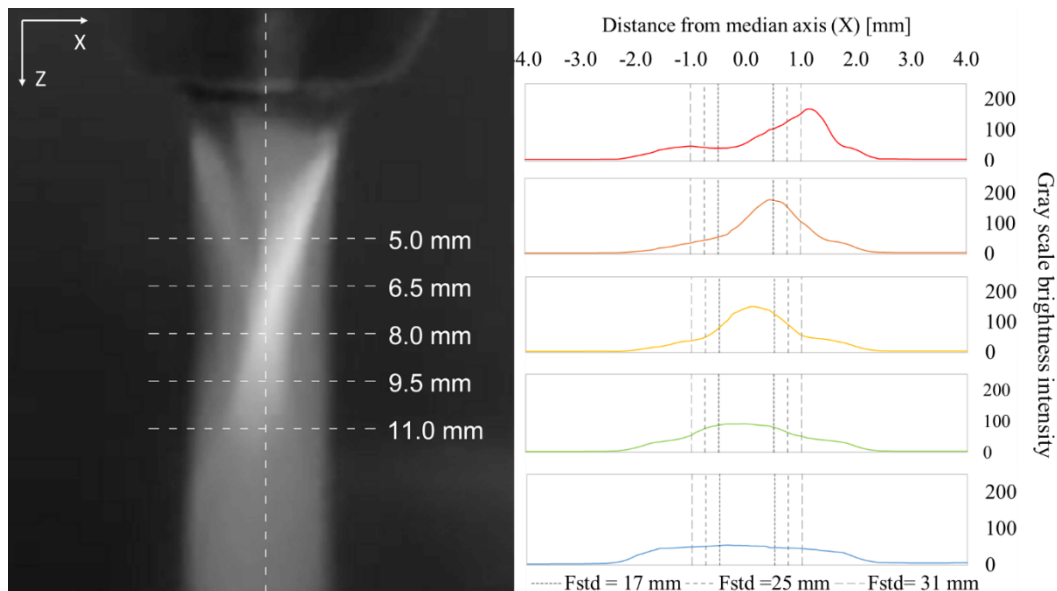 X
Z
5.0 mm
6.5 mm
8.0 mm
9.5 mm
11.0 mm
Distance from median axis (X) [mm]
4.0 -3.0 -2.0 -1.0 0.0 1.0 2.0 3.0 4.0
200
100
0
200
100
0
200
100
0
200
100
0
200
100
0
Gray scale brightness intensity
Fstd = 17 mm Fstd =25 mm Fstd= 31 mm